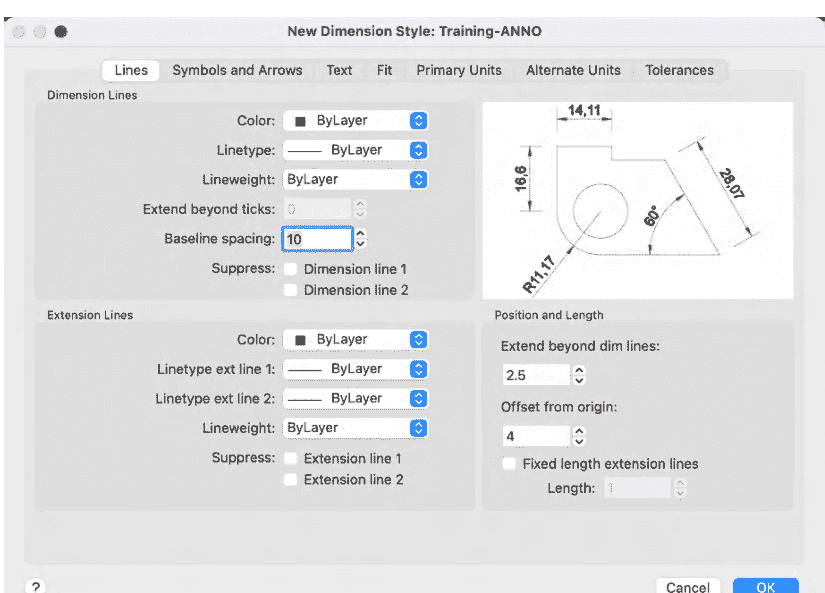 New Dimension Style: Training-ANNO
Lines Symbols and Arrows Text Fit Primary Units Alternate Units Tolerances
Dimension Lines
Color: ByLayer
Linetype: ByLayer
Lineweight: ByLayer
Extend beyond ticks: 0
Baseline spacing: 10
Suppress: Dimension line 1
Dimension line 2
14,11
16,6
28,07
60°
R11,17
Extension Lines
Color: ByLayer
Linetype ext line 1: ByLayer
Linetype ext line 2: ByLayer
Lineweight: ByLayer
Suppress: Extension line 1
Extension line 2
Position and Length
Extend beyond dim lines:
2.5
Offset from origin:
4
Fixed length extension lines
Length: 1
? Cancel OK